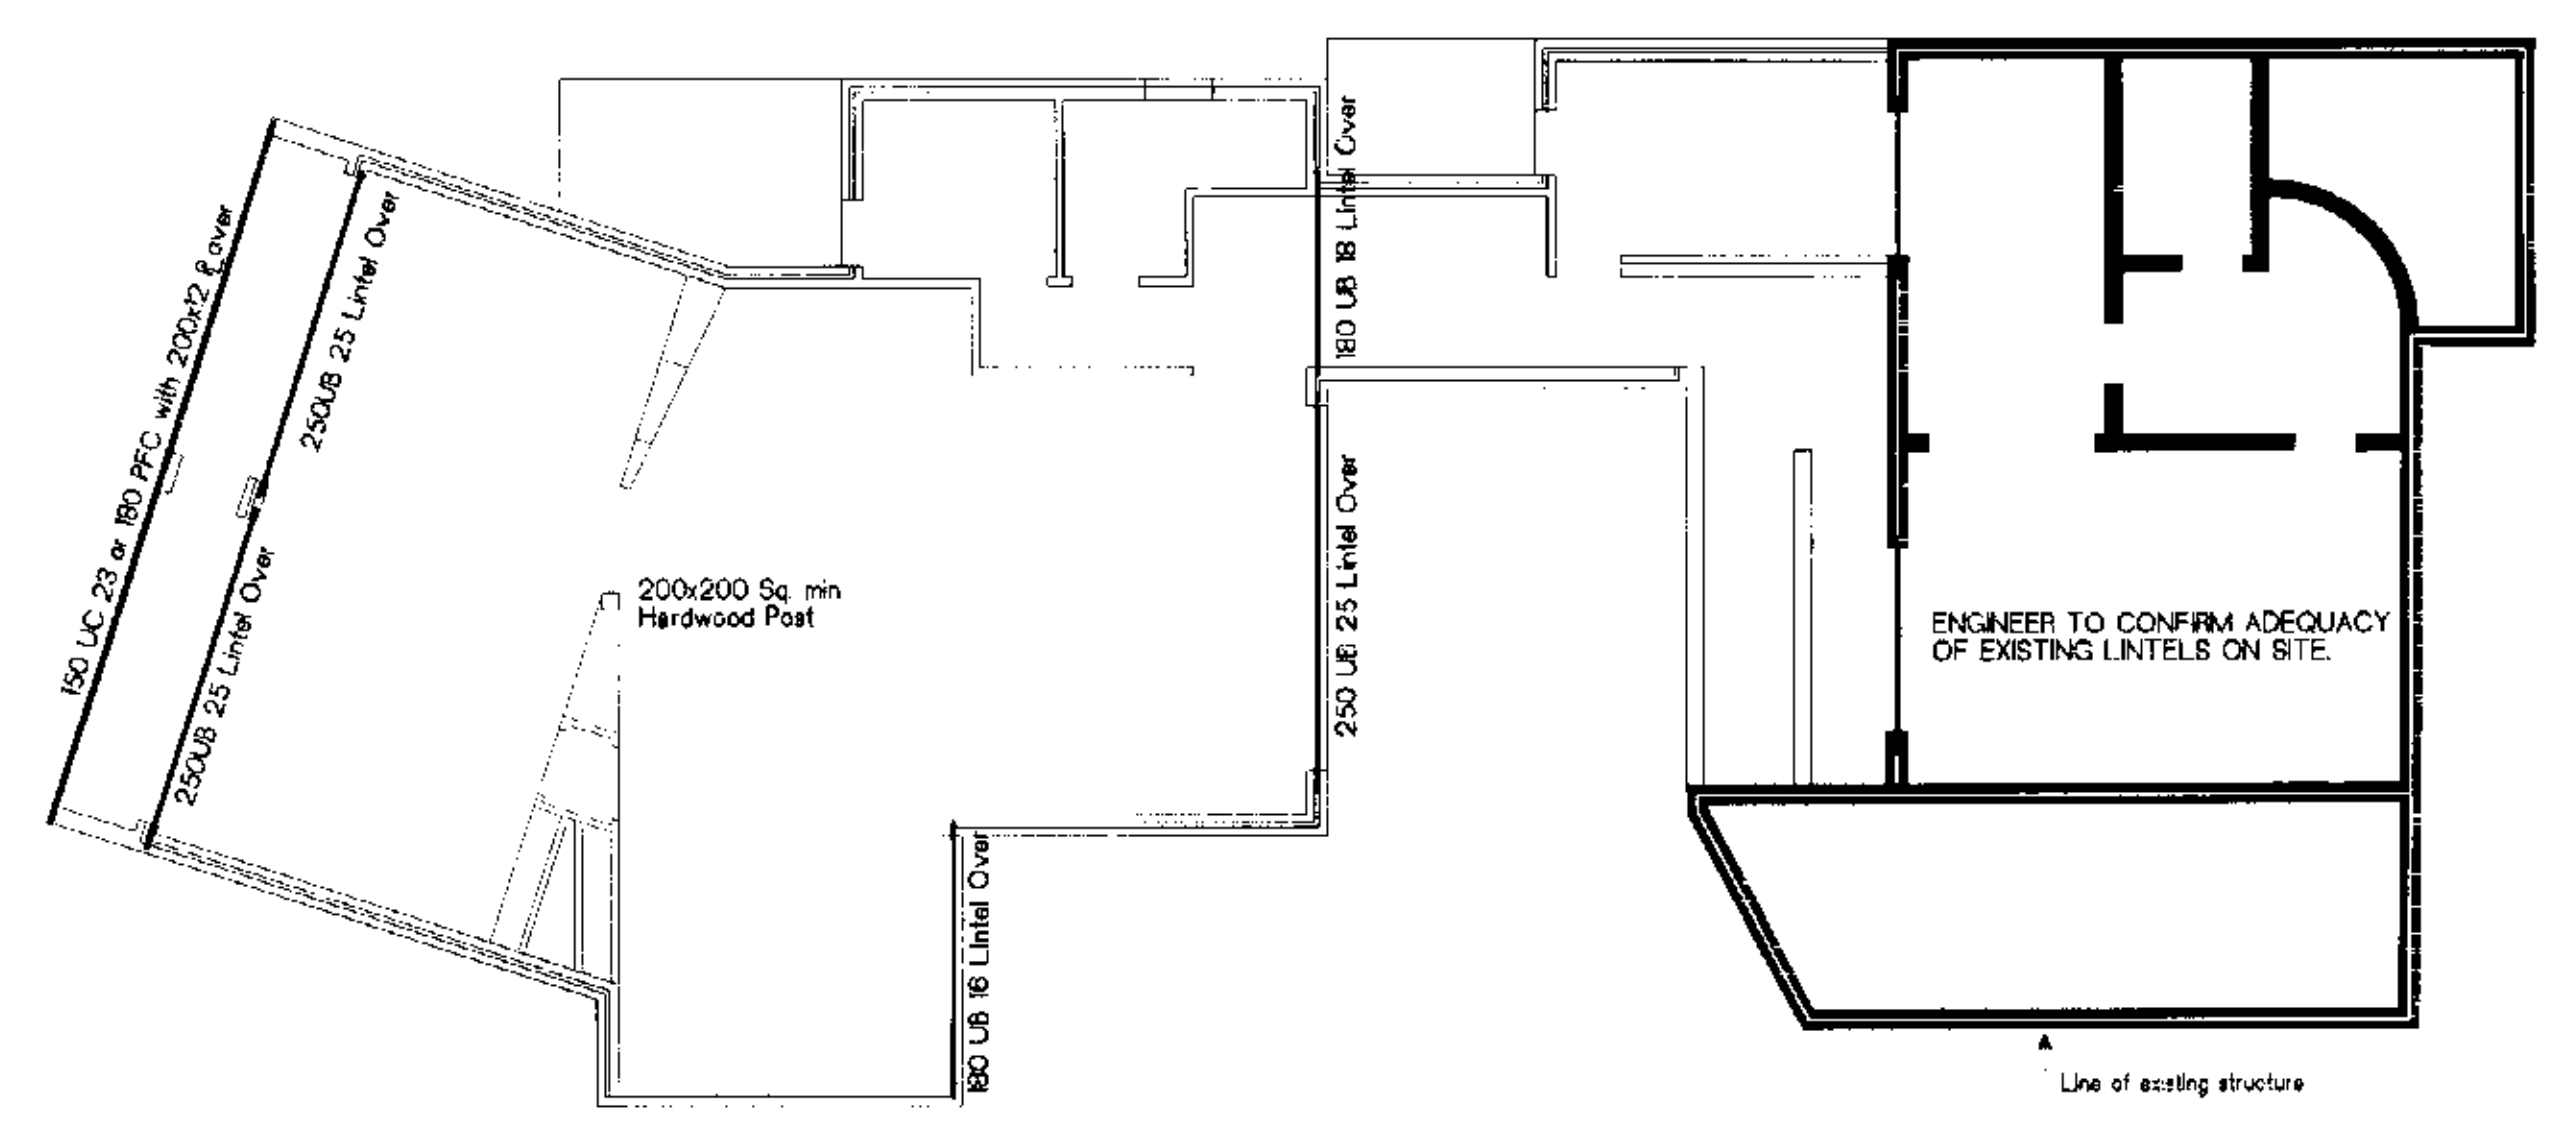 150 UC 23 or 180 PFC with 200x12 over
250UB 25 Lintel Over
250UB 25 Lintel Over
200x200 Sq. min
Hardwood Post
180 UB 18 Lintel Over
250 UB 25 Lintel Over
180 UB 16 Lintel Over
ENGINEER TO CONFIRM ADEQUACY
OF EXISTING LINTELS ON SITE.
Line of existing structure